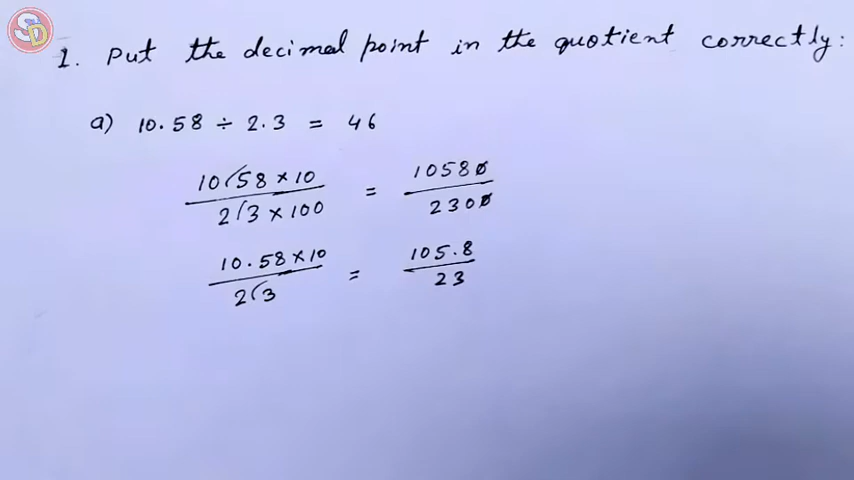 SD
1. Put the decimal point in the quotient correctly:
a) 10.58 ÷ 2.3 = 46
10/58 × 10 = 10580
2/3 × 100 2300
10.58 × 10 = 105.8
2/3 23